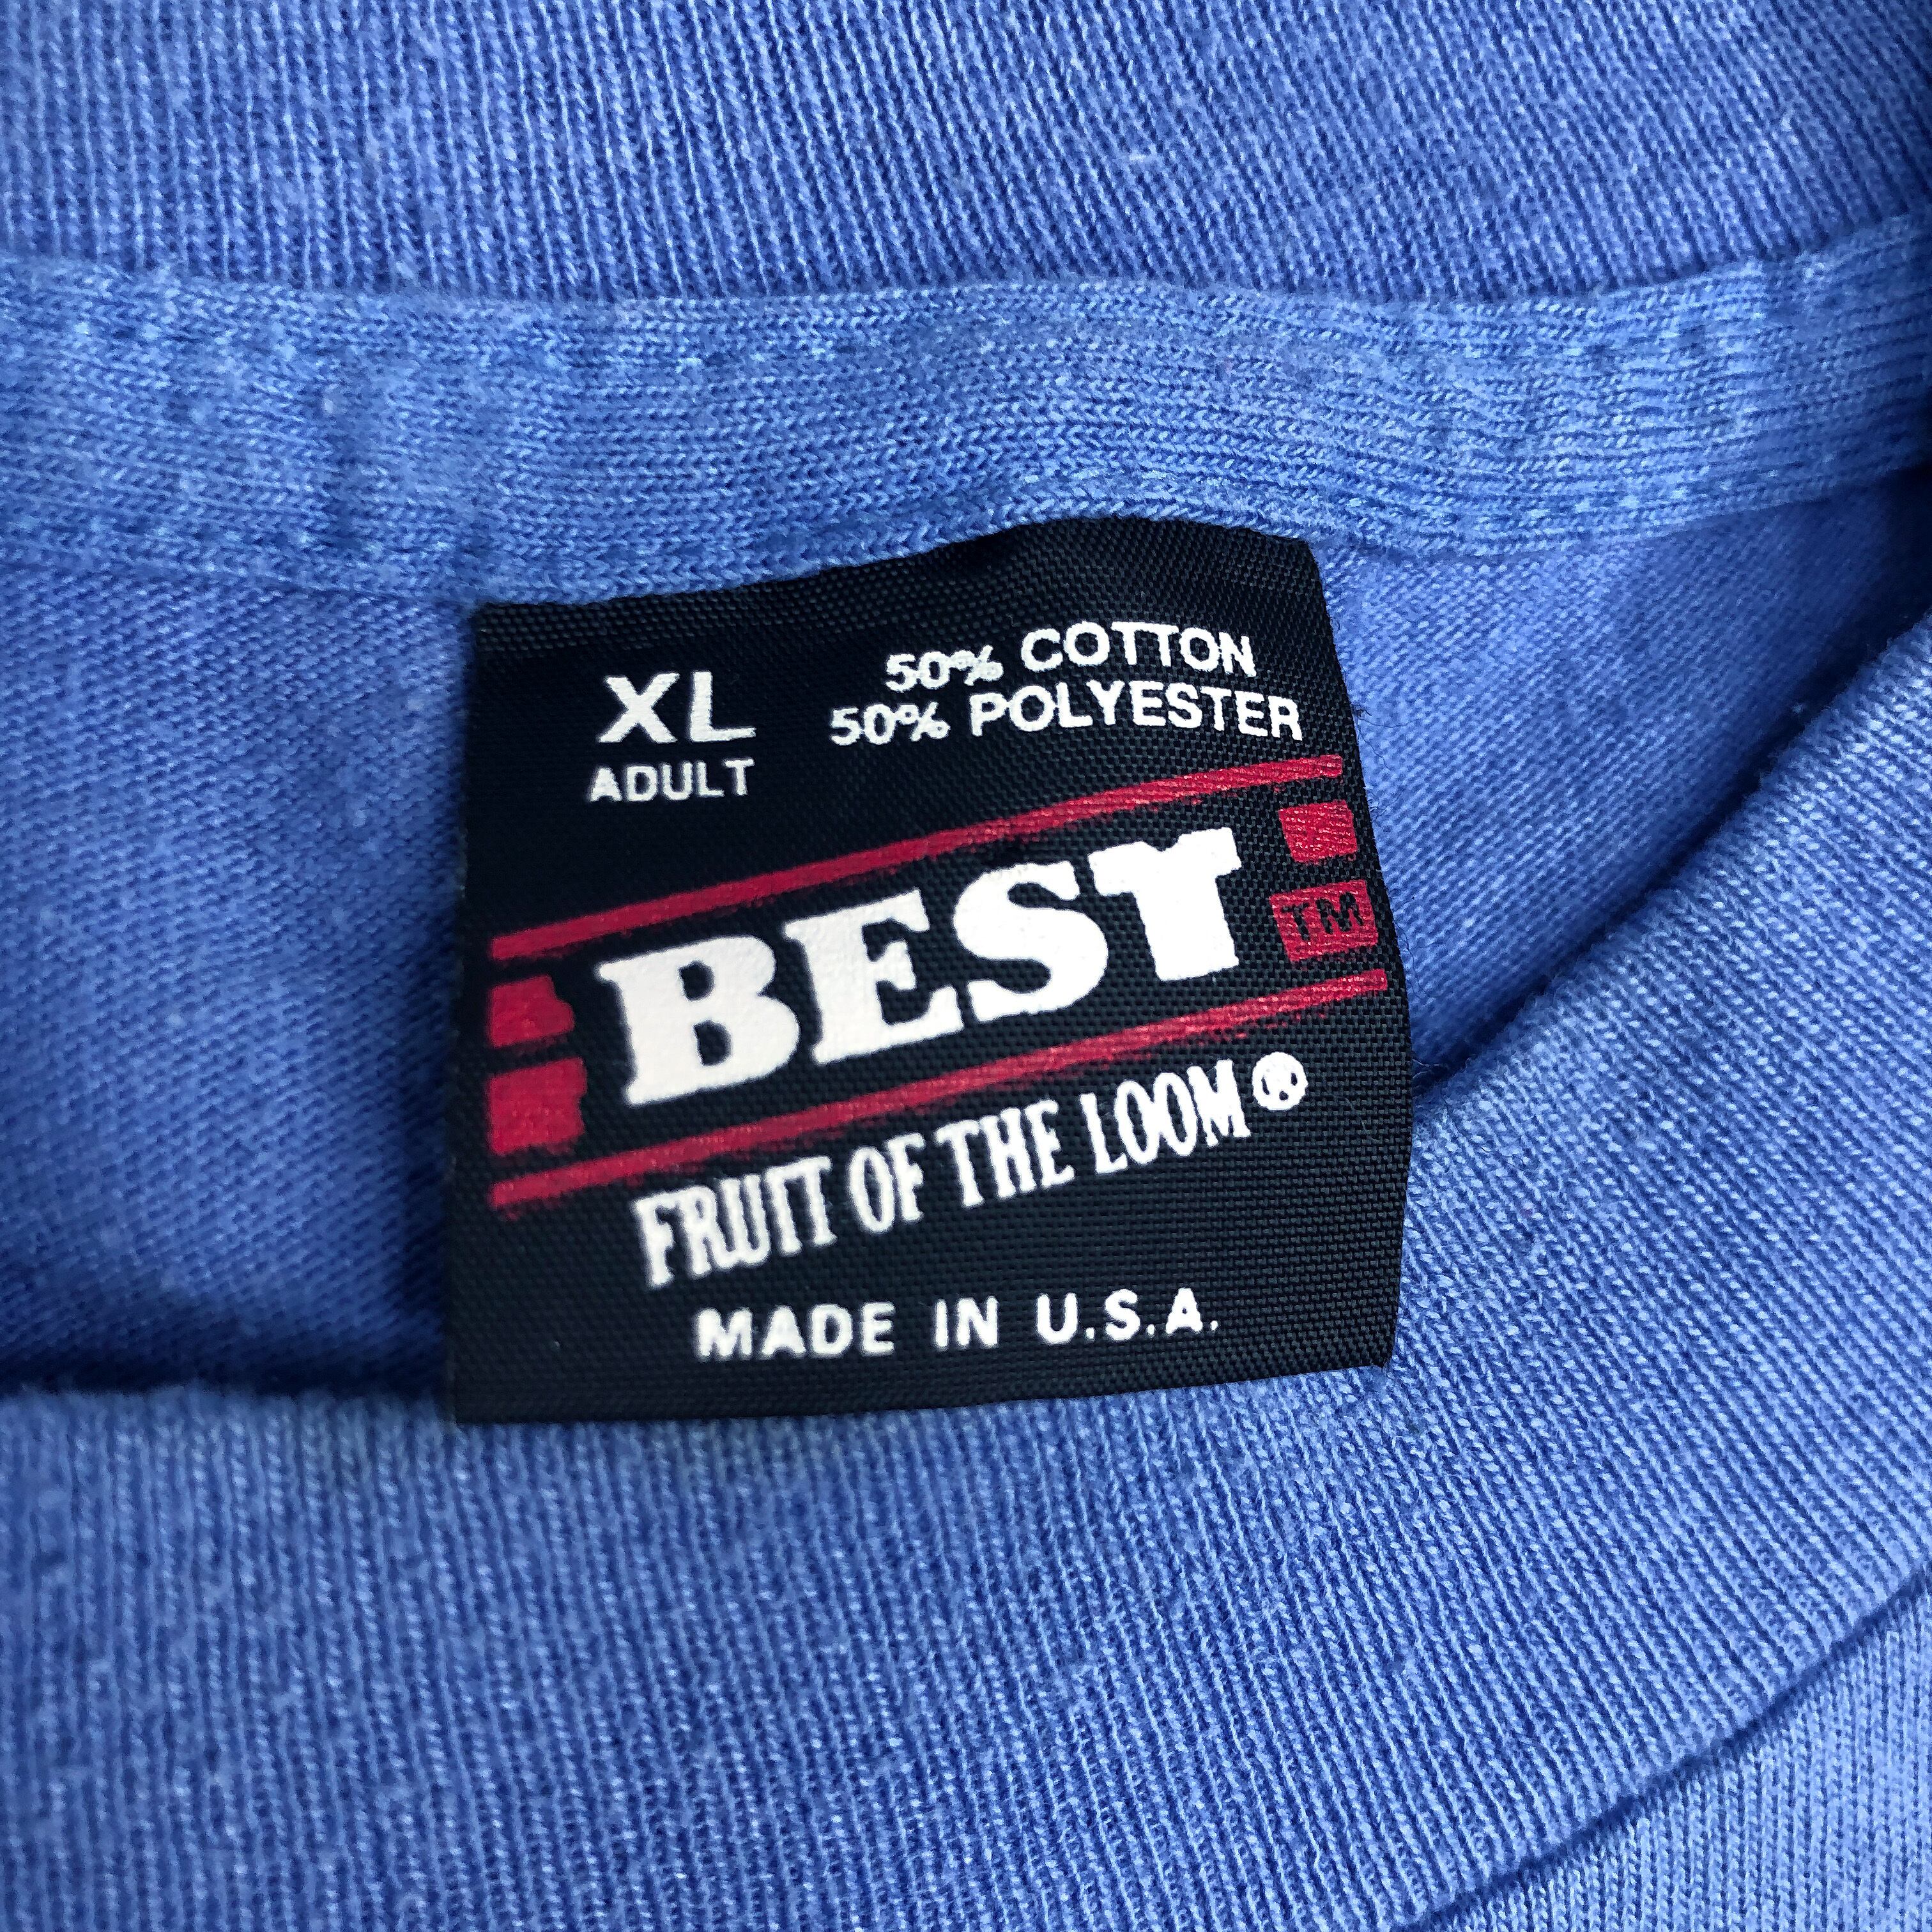 XL
ADULT
50% COTTON
50% POLYESTER
BEST
TM
FRUIT OF THE LOOM®
MADE IN U.S.A.